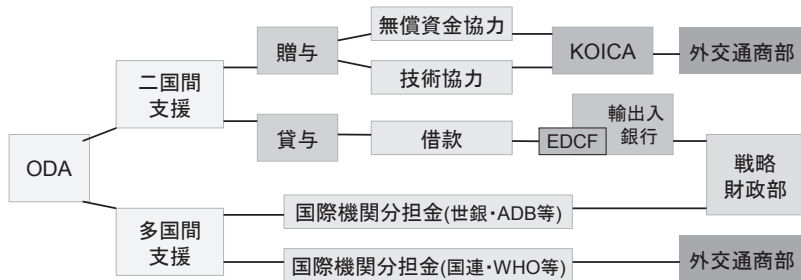 無償資金協力
贈与
KOICA
外交通商部
二国間
支援
技術協力
輸出入
銀行
貸与
借款
EDCF
ODA
戦略
財政部
国際機関分担金(世銀・ADB等)
多国間
支援
国際機関分担金(国連・WHO等)
外交通商部